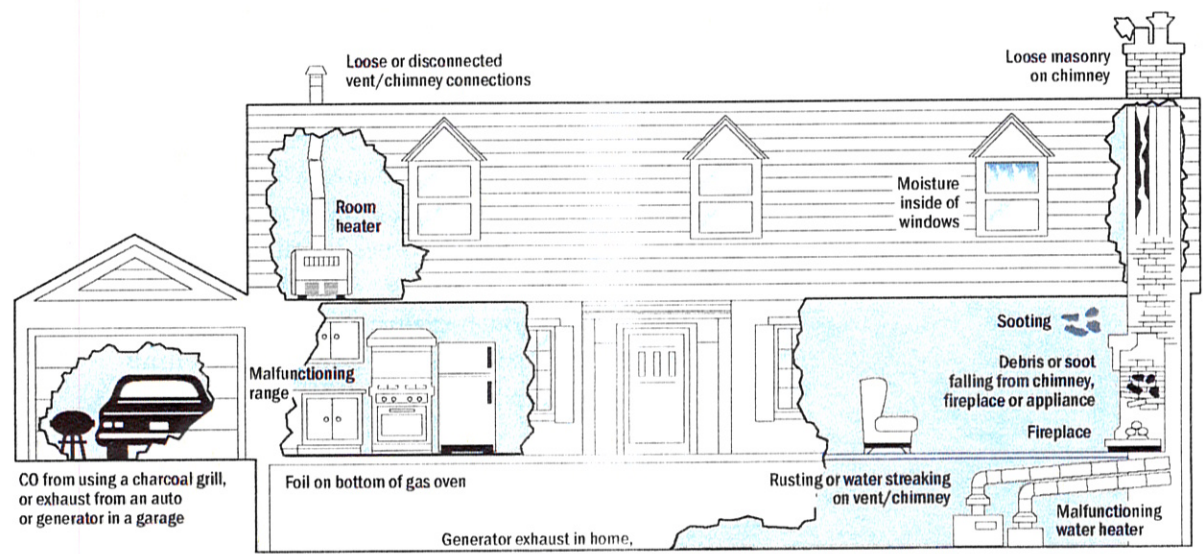 Loose or disconnected
vent/chimney connections
Loose masonry
on chimney
Moisture
inside of
windows
Room
heater
Sooting
Malfunctioning
range
Debris or soot
falling from chimney,
fireplace or appliance
Fireplace
CO from using a charcoal grill,
or exhaust from an auto
or generator in a garage
Foil on bottom of gas oven
Rusting or water streaking
on vent/chimney
Malfunctioning
water heater
Generator exhaust in home,